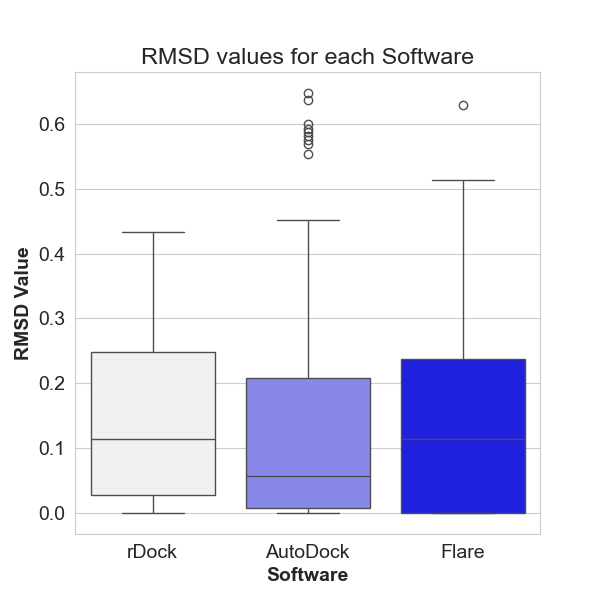 RMSD values for each Software
RMSD Value
0.6
0.5
0.4
0.3
0.2
0.1
0.0
rDock
AutoDock
Flare
Software